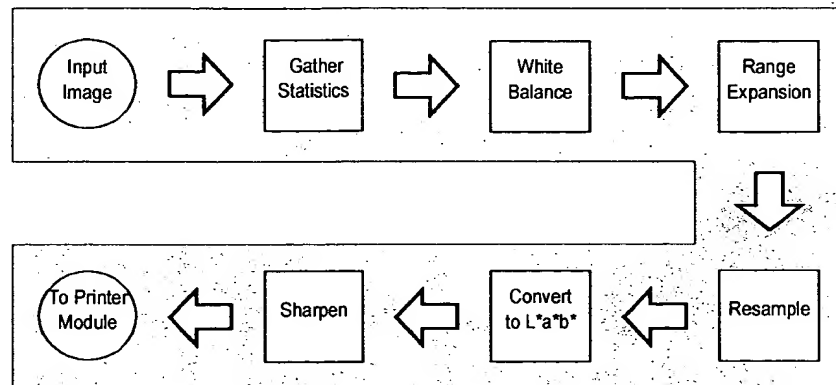 Input
Image
Gather
Statistics
White
Balance
Range
Expansion
Resample
Convert
to L*a*b*
Sharpen
To Printer
Module